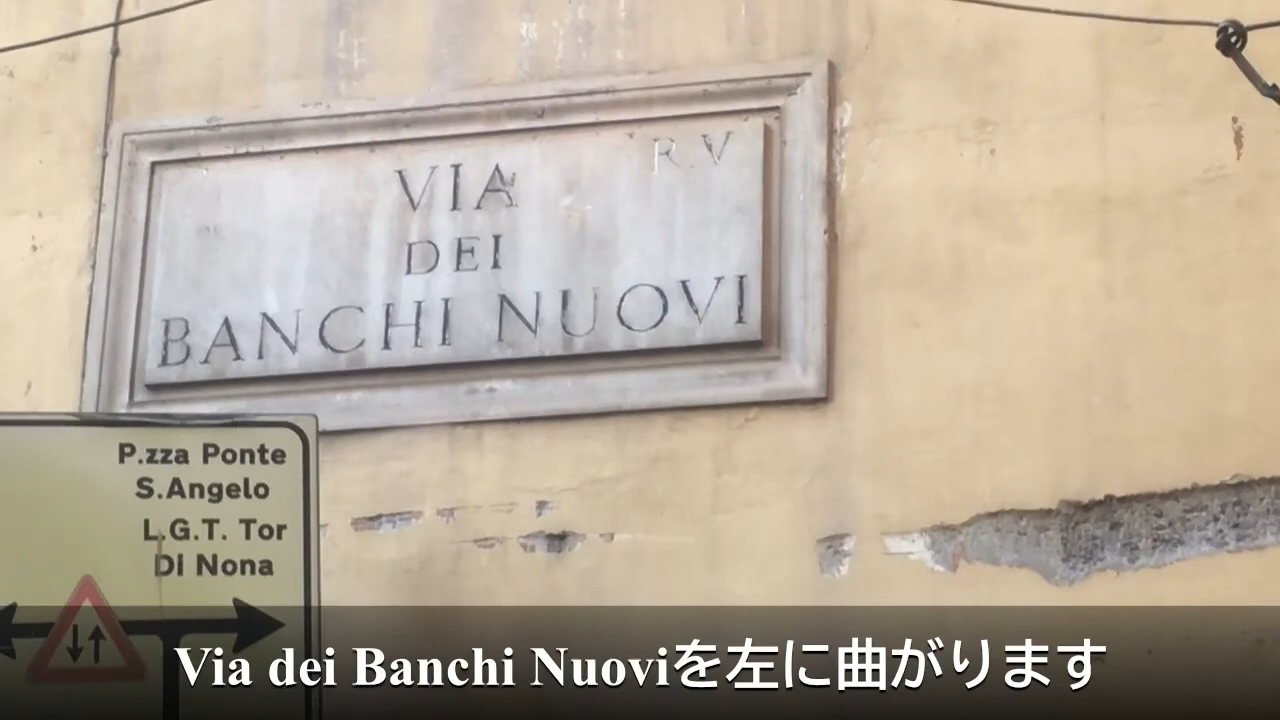 R.V
VIA
DEI
BANCHI NUOVI
P.zza Ponte
S.Angelo
L.G.T. Tor
Di Nona
Via dei Banchi Nuoviを左に曲がります